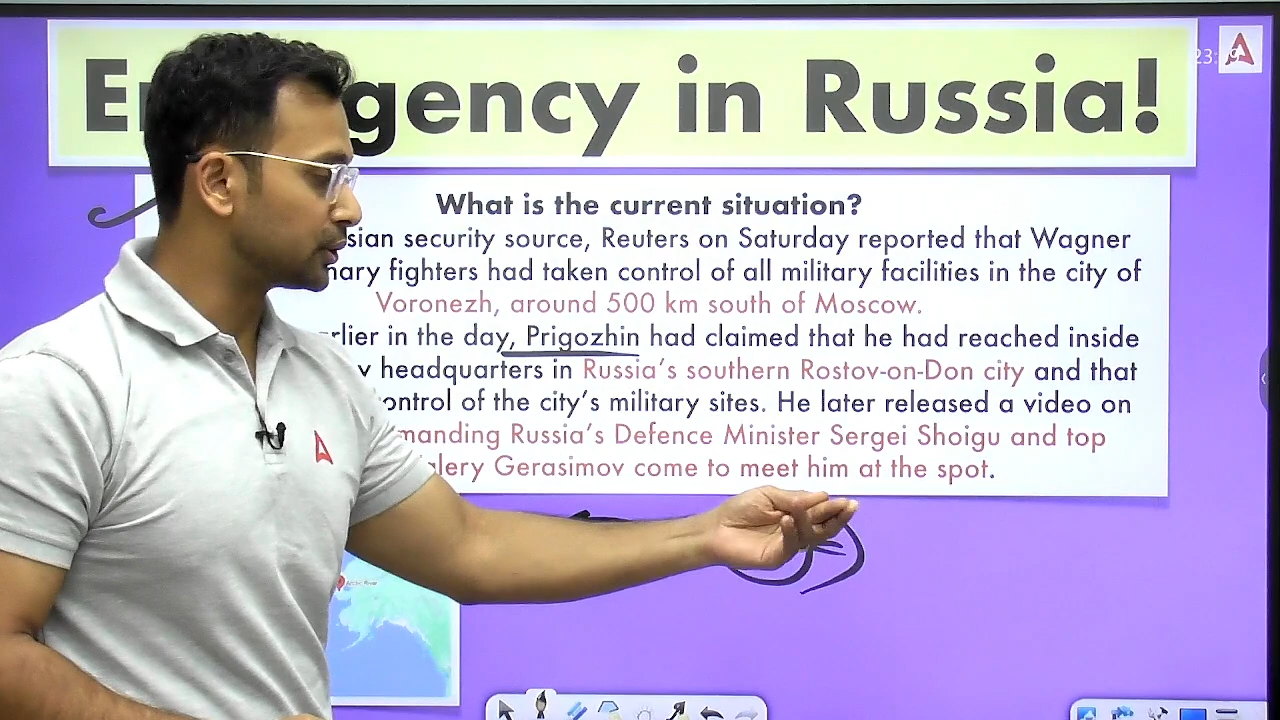 E gency in Russia!
23:
What is the current situation?
sian security source, Reuters on Saturday reported that Wagner
nary fighters had taken control of all military facilities in the city of
Voronezh, around 500 km south of Moscow.
rlier in the day, Prigozhin had claimed that he had reached inside
headquarters in Russia's southern Rostov-on-Don city and that
ontrol of the city's military sites. He later released a video on
manding Russia's Defence Minister Sergei Shoigu and top
alery Gerasimov come to meet him at the spot.